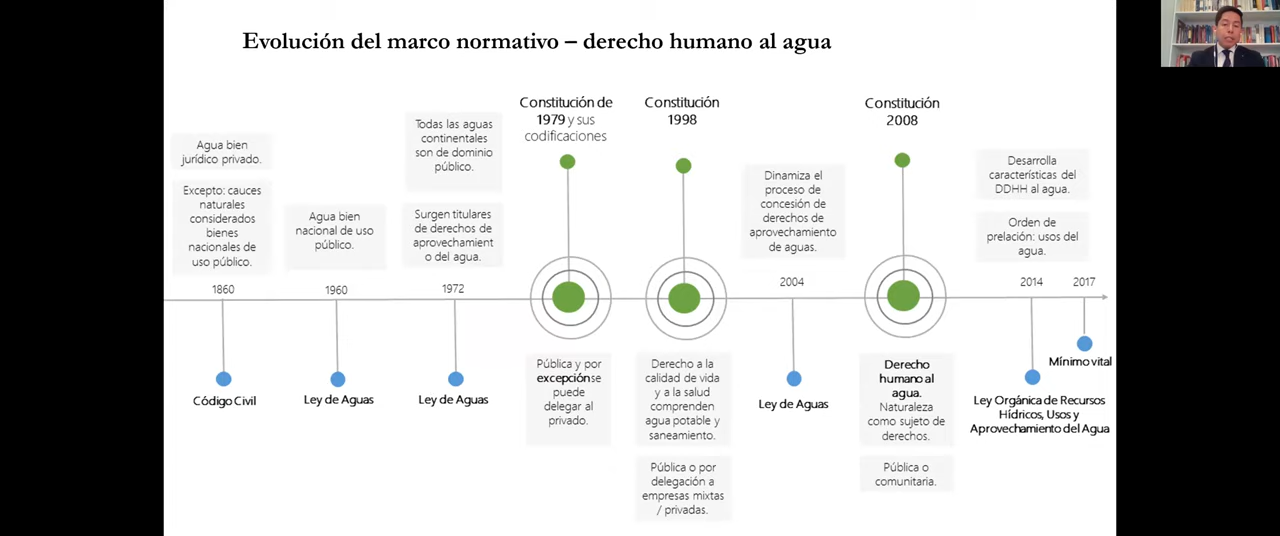 Evolución del marco normativo – derecho humano al agua
Agua bien
jurídico privado.
Excepto: cauces
naturales
considerados
bienes
nacionales de
uso público.
1860
Código Civil
Agua bien
nacional de uso
público.
1960
Ley de Aguas
Todas las aguas
continentales
son de dominio
público.
Surgen titulares
de derechos de
aprovechamient
o del agua.
1972
Ley de Aguas
Constitución de
1979 y sus
codificaciones
Pública y por
excepción se
puede
delegar al
privado.
Constitución
1998
Derecho a la
calidad de vida
y a la salud
comprenden
agua potable y
saneamiento.
Pública o por
delegación a
empresas mixtas
/ privadas.
Dinamiza el
proceso de
concesión de
derechos de
aprovechamiento
de aguas.
2004
Ley de Aguas
Constitución
2008
Derecho
humano al
agua.
Naturaleza
como sujeto de
derechos.
Pública o
comunitaria.
Desarrolla
características del
DDHH al agua.
Orden de
prelación: usos del
agua.
2014
Ley Orgánica de Recursos
Hídricos, Usos y
Aprovechamiento del Agua
2017
Mínimo vital